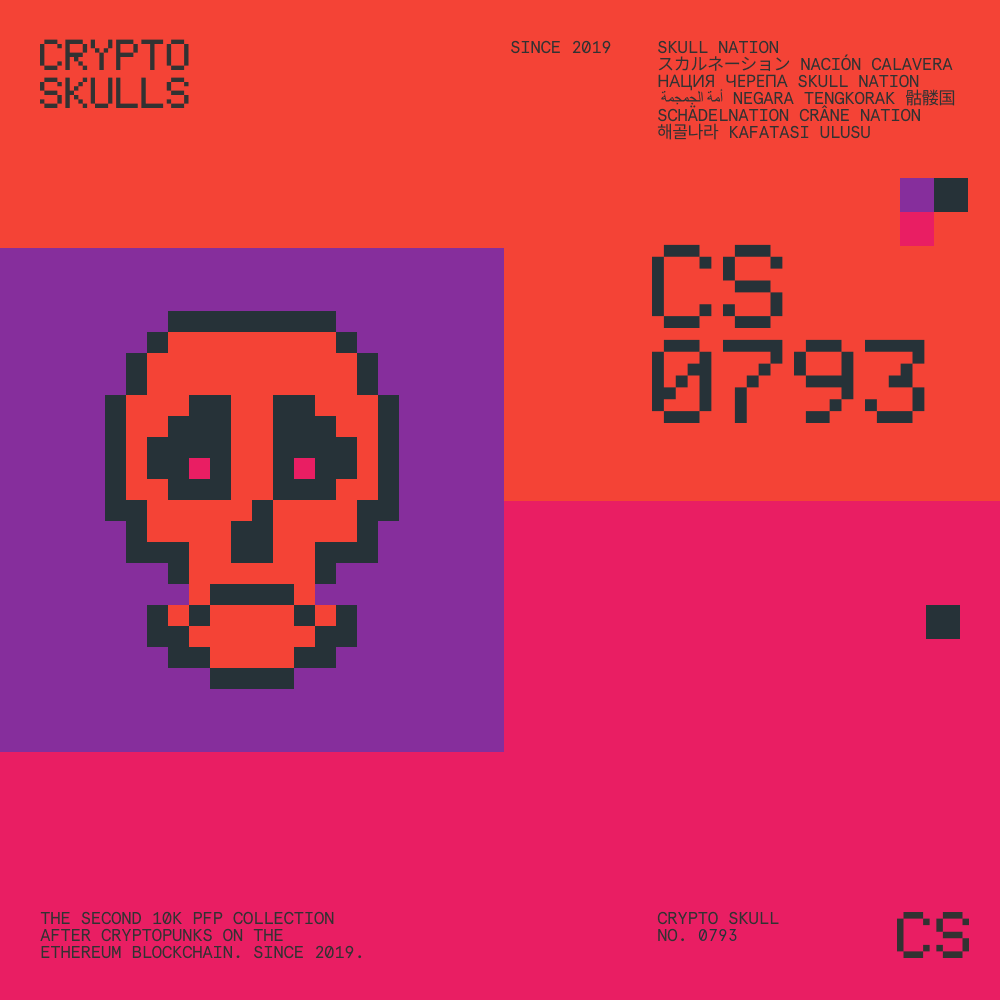 CRYPTO
SKULLS
SINCE 2019
SKULL NATION
スカルネーション NACIÓN CALAVERA
НАЦИЯ ЧЕРЕПА SKULL NATION
أمة الجمجمة NEGARA TENGKORAK 骷髅国
SCHÄDELNATION CRÂNE NATION
해골나라 KAFATASI ULUSU
CS
0793
THE SECOND 10K PFP COLLECTION
AFTER CRYPTOPUNKS ON THE
ETHEREUM BLOCKCHAIN. SINCE 2019.
CRYPTO SKULL
NO. 0793
CS